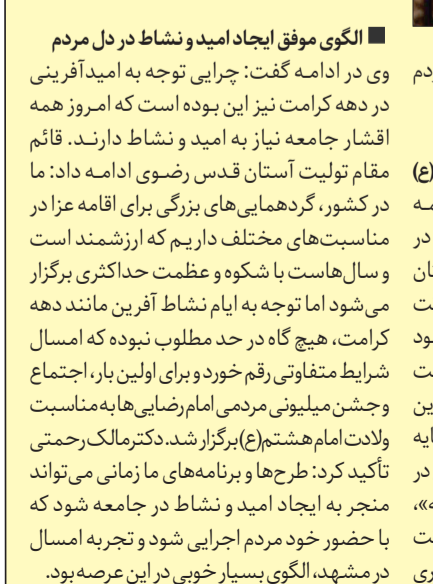 ■ الگوی موفق ایجاد امید و نشاط در دل مردم
وی در ادامه گفت: چرایی توجه به امیدآفرینی
در دهه کرامت نیز این بوده است که امروز همه
اقشار جامعه نیاز به امید و نشاط دارند. قائم
مقام تولیت آستان قدس رضوی ادامه داد: ما
در کشور، گردهمایی‌های بزرگی برای اقامه عزا در
مناسبت‌های مختلف داریم که ارزشمند است
و سال‌هاست با شکوه و عظمت حداکثری برگزار
می‌شود اما توجه به ایام نشاط آفرین مانند دهه
کرامت، هیچ گاه در حد مطلوب نبوده که امسال
شرایط متفاوتی رقم خورد و برای اولین بار، اجتماع
و جشن میلیونی مردمی امام رضایی‌ها به مناسبت
ولادت امام هشتم(ع) برگزار شد. دکتر مالک رحمتی
تأکید کرد: طرح‌ها و برنامه‌های ما زمانی می‌تواند
منجر به ایجاد امید و نشاط در جامعه شود که
با حضور خود مردم اجرایی شود و تجربه امسال
در مشهد، الگوی بسیار خوبی در این عرصه بود.